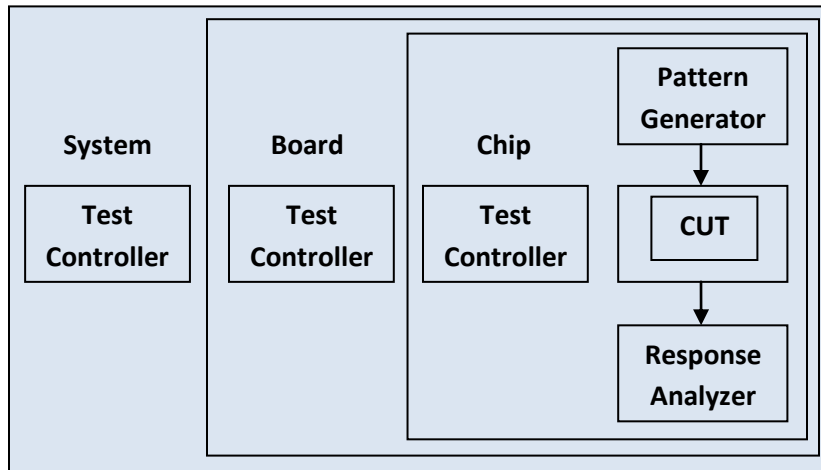 System
Test
Controller
Board
Test
Controller
Chip
Test
Controller
Pattern
Generator
CUT
Response
Analyzer